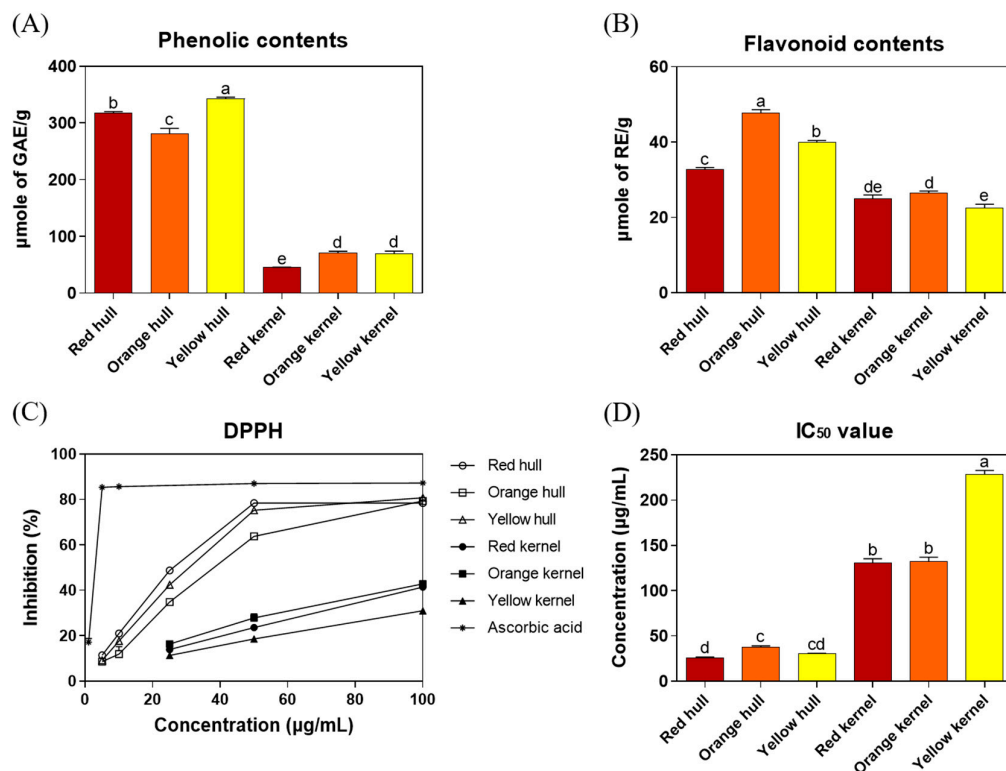 (A)
Phenolic contents
µmole of GAE/g
400
300
200
100
0
b
c
a
e
d
d
Red hull
Orange hull
Yellow hull
Red kernel
Orange kernel
Yellow kernel
(B)
Flavonoid contents
µmole of RE/g
60
40
20
0
c
a
b
de
d
e
Red hull
Orange hull
Yellow hull
Red kernel
Orange kernel
Yellow kernel
(C)
DPPH
Inhibition (%)
100
80
60
40
20
0
0
20
40
60
80
100
Concentration (µg/mL)
Red hull
Orange hull
Yellow hull
Red kernel
Orange kernel
Yellow kernel
Ascorbic acid
(D)
IC50 value
Concentration (µg/mL)
250
200
150
100
50
0
d
c
cd
b
b
a
Red hull
Orange hull
Yellow hull
Red kernel
Orange kernel
Yellow kernel